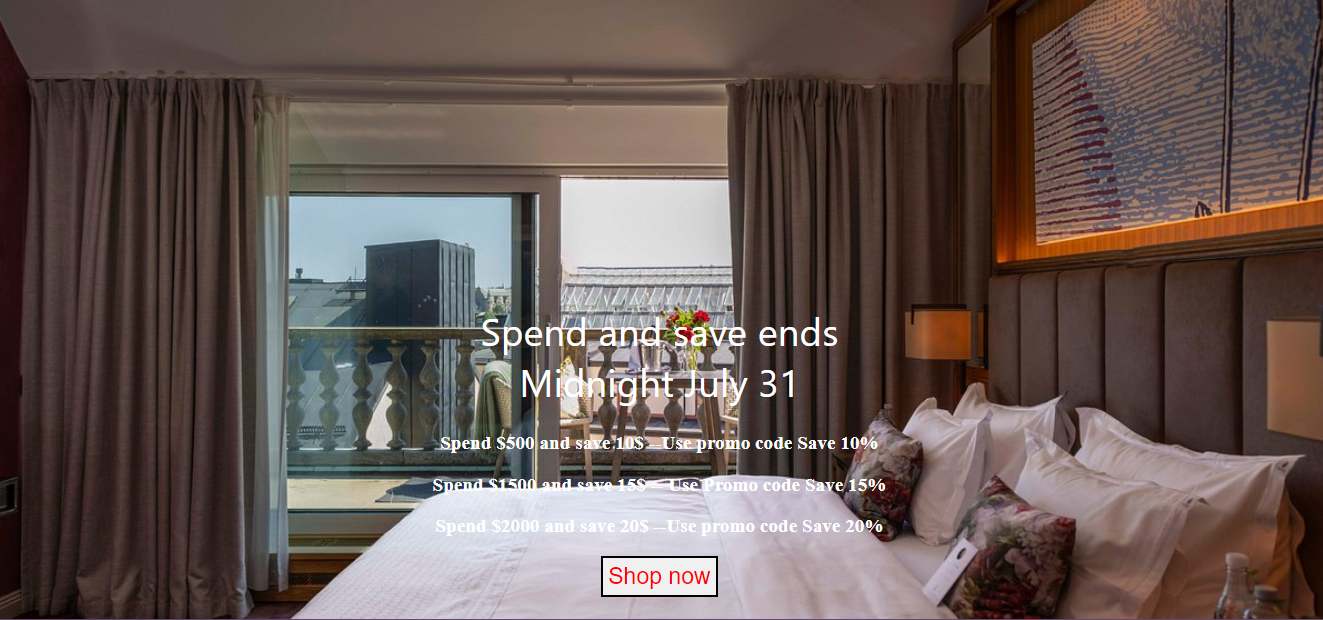 Spend and save ends
Midnight July 31
Spend $500 and save 10$ --Use promo code Save 10%
Spend $1500 and save 15$ -- Use Promo code Save 15%
Spend $2000 and save 20$ --Use promo code Save 20%
Shop now